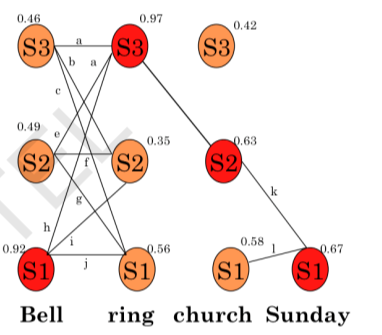 0.46 0.97 0.42
S3 a S3 S3
b a
c
0.49 e 0.35 0.63
S2 f S2 S2
g k
h i
0.92 0.56 0.58 l 0.67
S1 j S1 S1 S1
Bell ring church Sunday